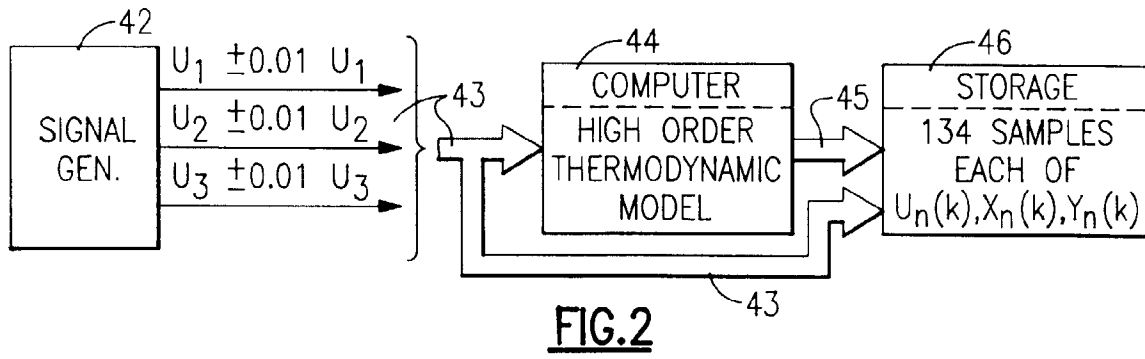 42
SIGNAL
GEN.
U₁ ±0.01 U₁
U₂ ±0.01 U₂
U₃ ±0.01 U₃
43
44
COMPUTER
HIGH ORDER
THERMODYNAMIC
MODEL
45
46
STORAGE
134 SAMPLES
EACH OF
Uₙ(k),Xₙ(k),Yₙ(k)
43
FIG.2